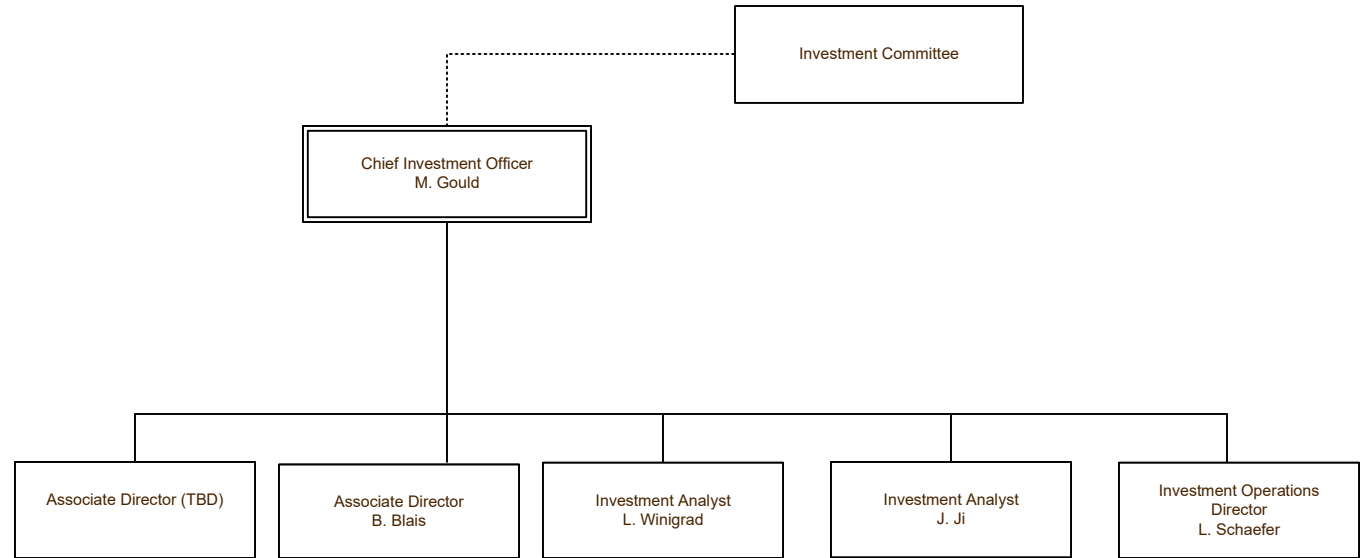 Investment Committee
Chief Investment Officer
M. Gould
Associate Director (TBD)
Associate Director
B. Blais
Investment Analyst
L. Winigrad
Investment Analyst
J. Ji
Investment Operations
Director
L. Schaefer